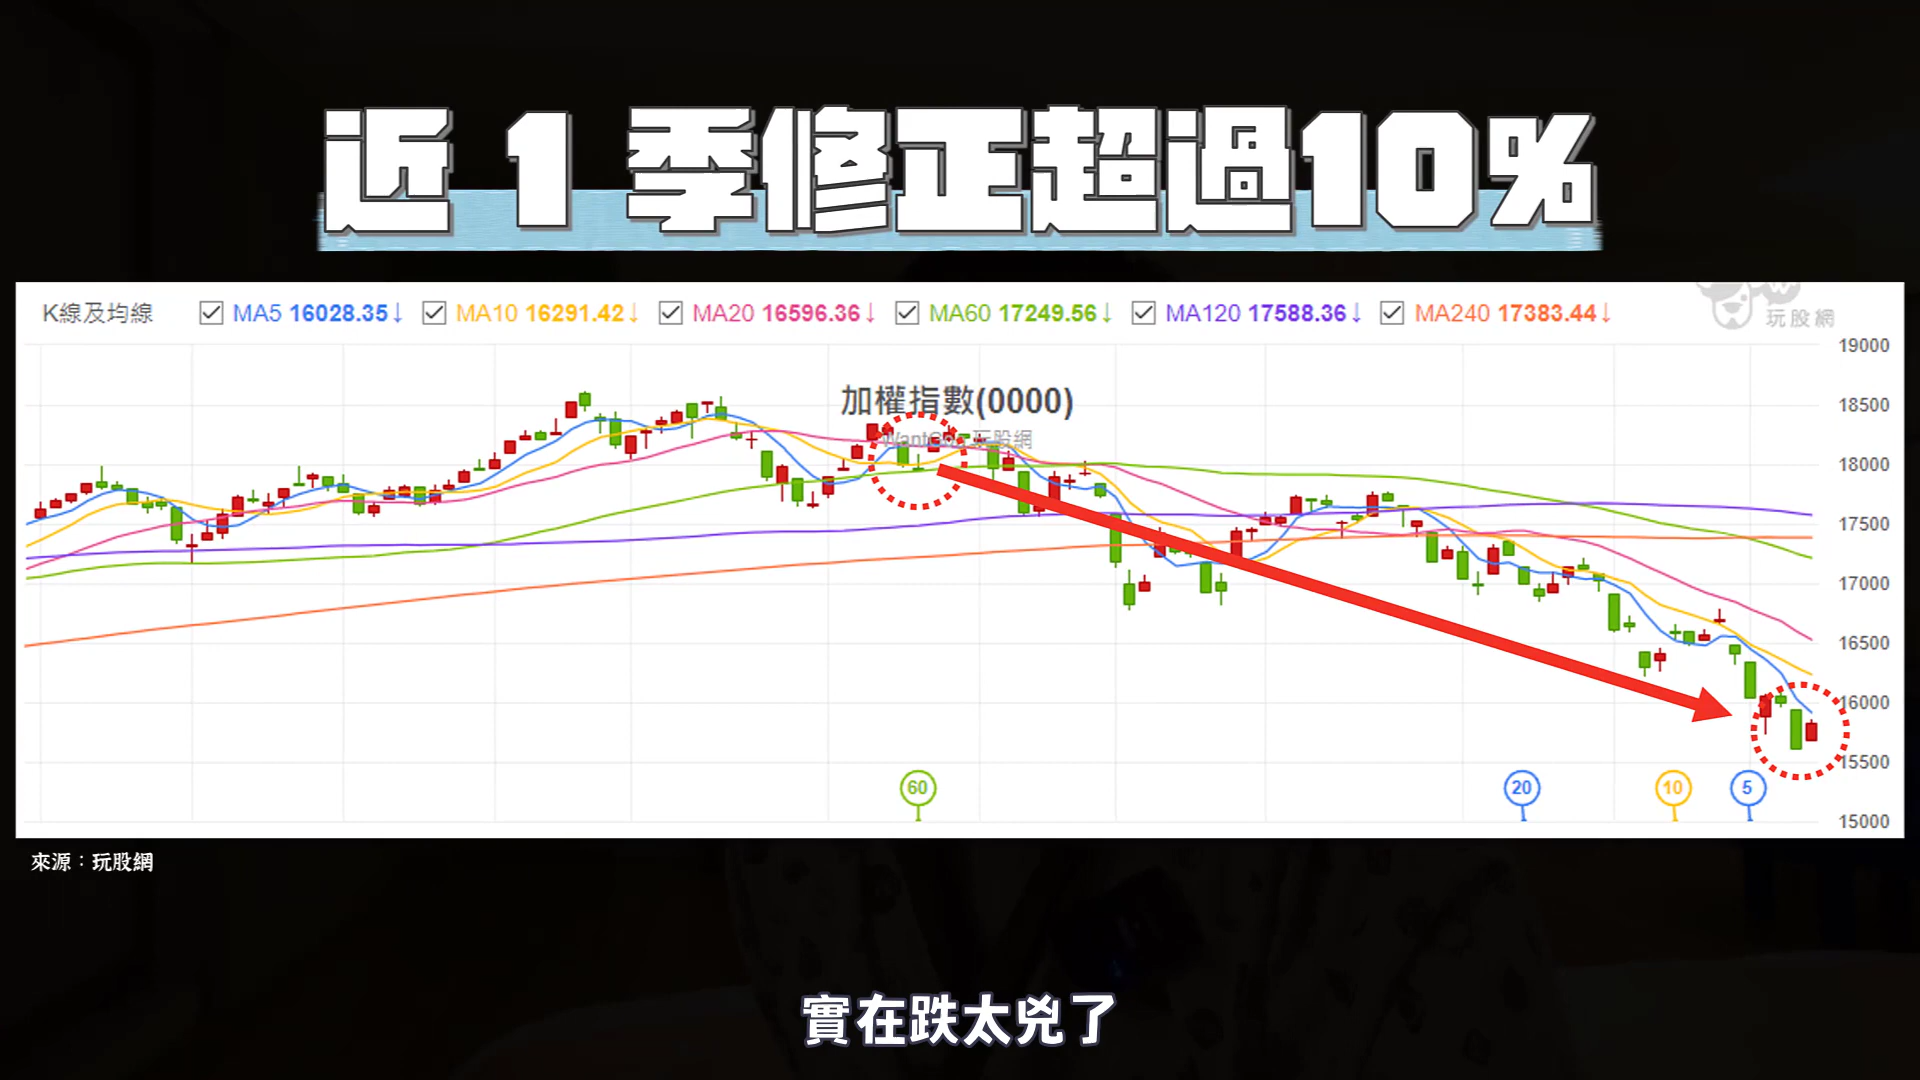 近 1 季修正超過10%
K線及均線 MA5 16028.35↓ MA10 16291.42↓ MA20 16596.36↓ MA60 17249.56↓ MA120 17588.36↓ MA240 17383.44↓
玩股網
19000
加權指數(0000)
18500
玩股網
18000
17500
17000
16500
16000
15500
60 20 10 5
15000
來源：玩股網
實在跌太兇了